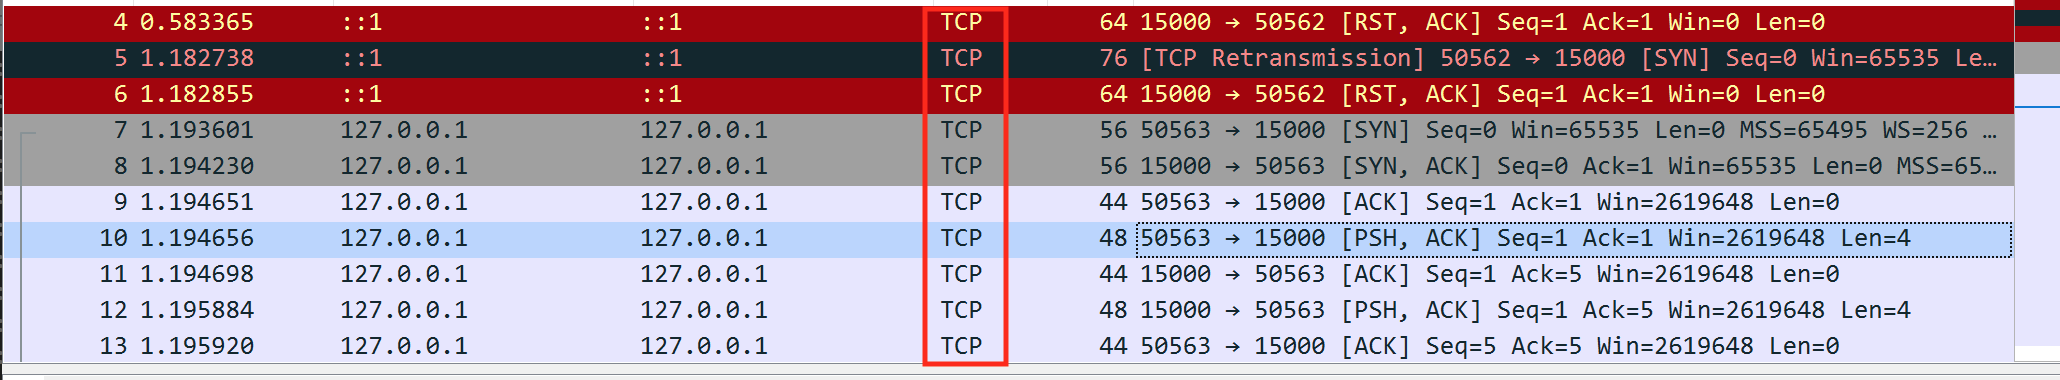 4 0.583365 ::1 ::1 TCP 64 15000 → 50562 [RST, ACK] Seq=1 Ack=1 Win=0 Len=0
5 1.182738 ::1 ::1 TCP 76 [TCP Retransmission] 50562 → 15000 [SYN] Seq=0 Win=65535 Le…
6 1.182855 ::1 ::1 TCP 64 15000 → 50562 [RST, ACK] Seq=1 Ack=1 Win=0 Len=0
7 1.193601 127.0.0.1 127.0.0.1 TCP 56 50563 → 15000 [SYN] Seq=0 Win=65535 Len=0 MSS=65495 WS=256 …
8 1.194230 127.0.0.1 127.0.0.1 TCP 56 15000 → 50563 [SYN, ACK] Seq=0 Ack=1 Win=65535 Len=0 MSS=65…
9 1.194651 127.0.0.1 127.0.0.1 TCP 44 50563 → 15000 [ACK] Seq=1 Ack=1 Win=2619648 Len=0
10 1.194656 127.0.0.1 127.0.0.1 TCP 48 50563 → 15000 [PSH, ACK] Seq=1 Ack=1 Win=2619648 Len=4
11 1.194698 127.0.0.1 127.0.0.1 TCP 44 15000 → 50563 [ACK] Seq=1 Ack=5 Win=2619648 Len=0
12 1.195884 127.0.0.1 127.0.0.1 TCP 48 15000 → 50563 [PSH, ACK] Seq=1 Ack=5 Win=2619648 Len=4
13 1.195920 127.0.0.1 127.0.0.1 TCP 44 50563 → 15000 [ACK] Seq=5 Ack=5 Win=2619648 Len=0